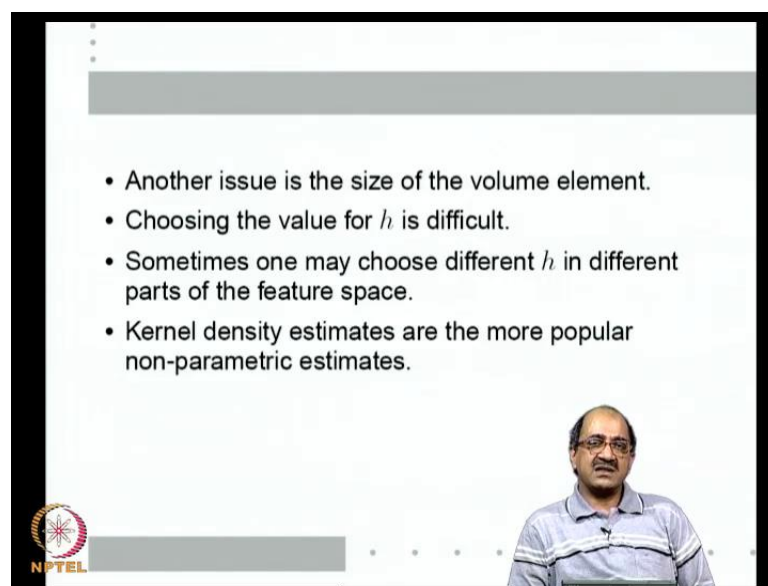 • Another issue is the size of the volume element.
• Choosing the value for h is difficult.
• Sometimes one may choose different h in different
parts of the feature space.
• Kernel density estimates are the more popular
non-parametric estimates.
NPTEL